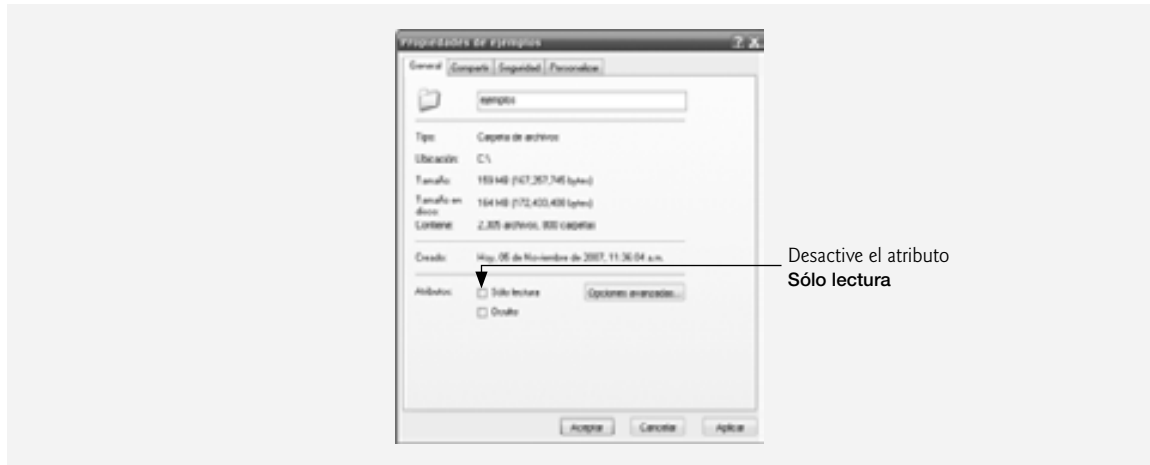 Propiedades de ejemplos
General Compartir Seguridad Personalizar
ejemplos
Tipo: Carpeta de archivos
Ubicación: C:\
Tamaño: 159 MB (167,257,745 bytes)
Tamaño en disco: 164 MB (172,433,408 bytes)
Contiene: 2,305 archivos, 800 carpetas
Creado: Hoy, 05 de Noviembre de 2007, 11:36:04 a.m.
Atributos: Sólo lectura Opciones avanzadas...
Oculto
Desactive el atributo
Sólo lectura
Aceptar Cancelar Aplicar